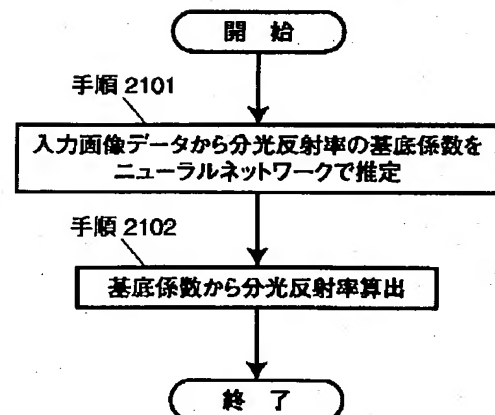 開 始
手順 2101
入力画像データから分光反射率の基底係数を
ニューラルネットワークで推定
手順 2102
基底係数から分光反射率算出
終 了